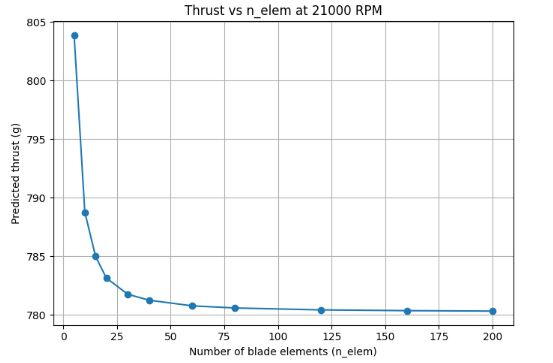 Thrust vs n_elem at 21000 RPM
805
800
795
790
785
780
Predicted thrust (g)
0 25 50 75 100 125 150 175 200
Number of blade elements (n_elem)